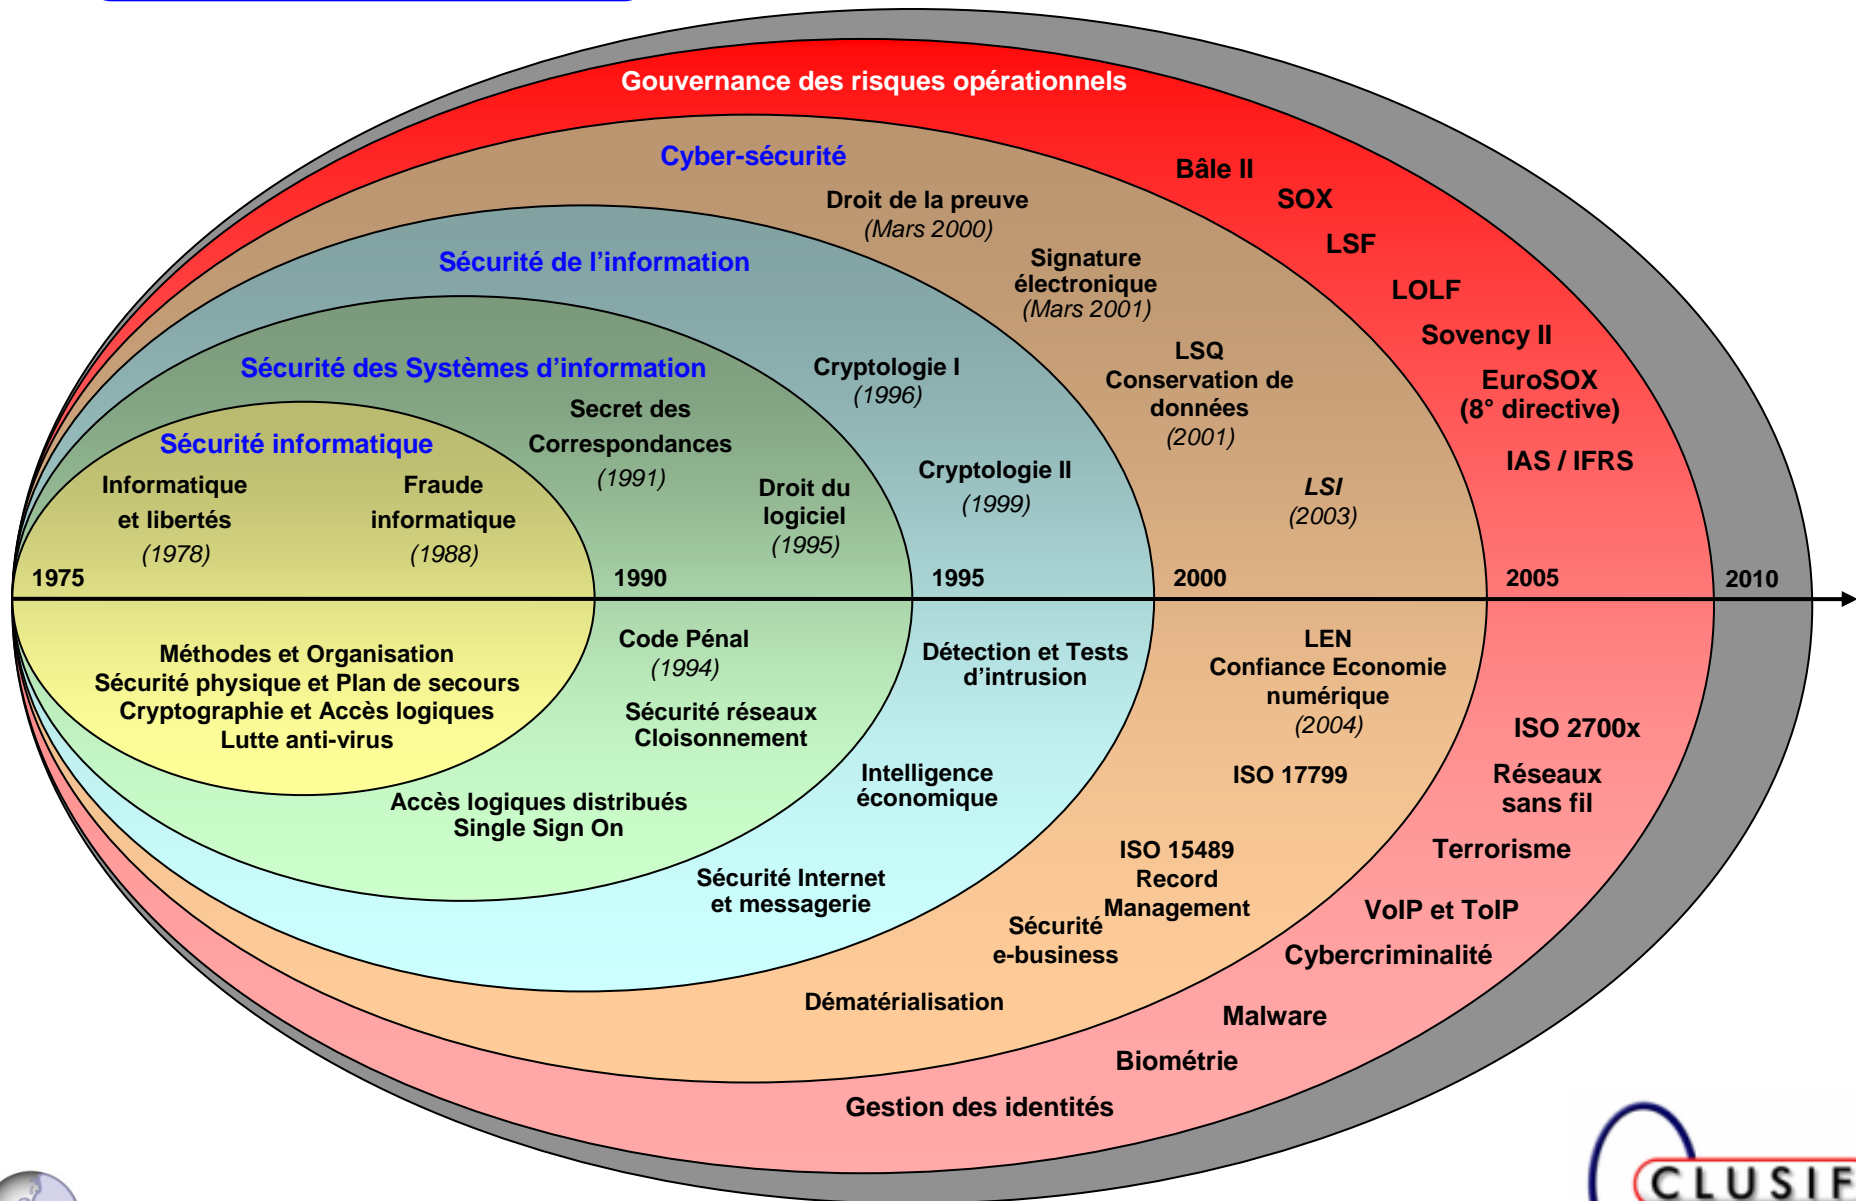 Gouvernance des risques opérationnels
Cyber-sécurité
Bâle II
SOX
LSF
LOLF
Sovency II
EuroSOX
(8° directive)
IAS / IFRS
Droit de la preuve
(Mars 2000)
Signature
électronique
(Mars 2001)
LSQ
Conservation de
données
(2001)
LSI
(2003)
Sécurité de l'information
Cryptologie I
(1996)
Cryptologie II
(1999)
Sécurité des Systèmes d'information
Secret des
Correspondances
(1991)
Droit du
logiciel
(1995)
Sécurité informatique
Informatique
et libertés
(1978)
Fraude
informatique
(1988)
1975
1990
1995
2000
2005
2010
Méthodes et Organisation
Sécurité physique et Plan de secours
Cryptographie et Accès logiques
Lutte anti-virus
Code Pénal
(1994)
Sécurité réseaux
Cloisonnement
Accès logiques distribués
Single Sign On
Détection et Tests
d'intrusion
Intelligence
économique
Sécurité Internet
et messagerie
LEN
Confiance Economie
numérique
(2004)
ISO 17799
ISO 15489
Record
Management
Sécurité
e-business
Dématérialisation
ISO 2700x
Réseaux
sans fil
Terrorisme
VoIP et ToIP
Cybercriminalité
Malware
Biométrie
Gestion des identités
CLUSIF